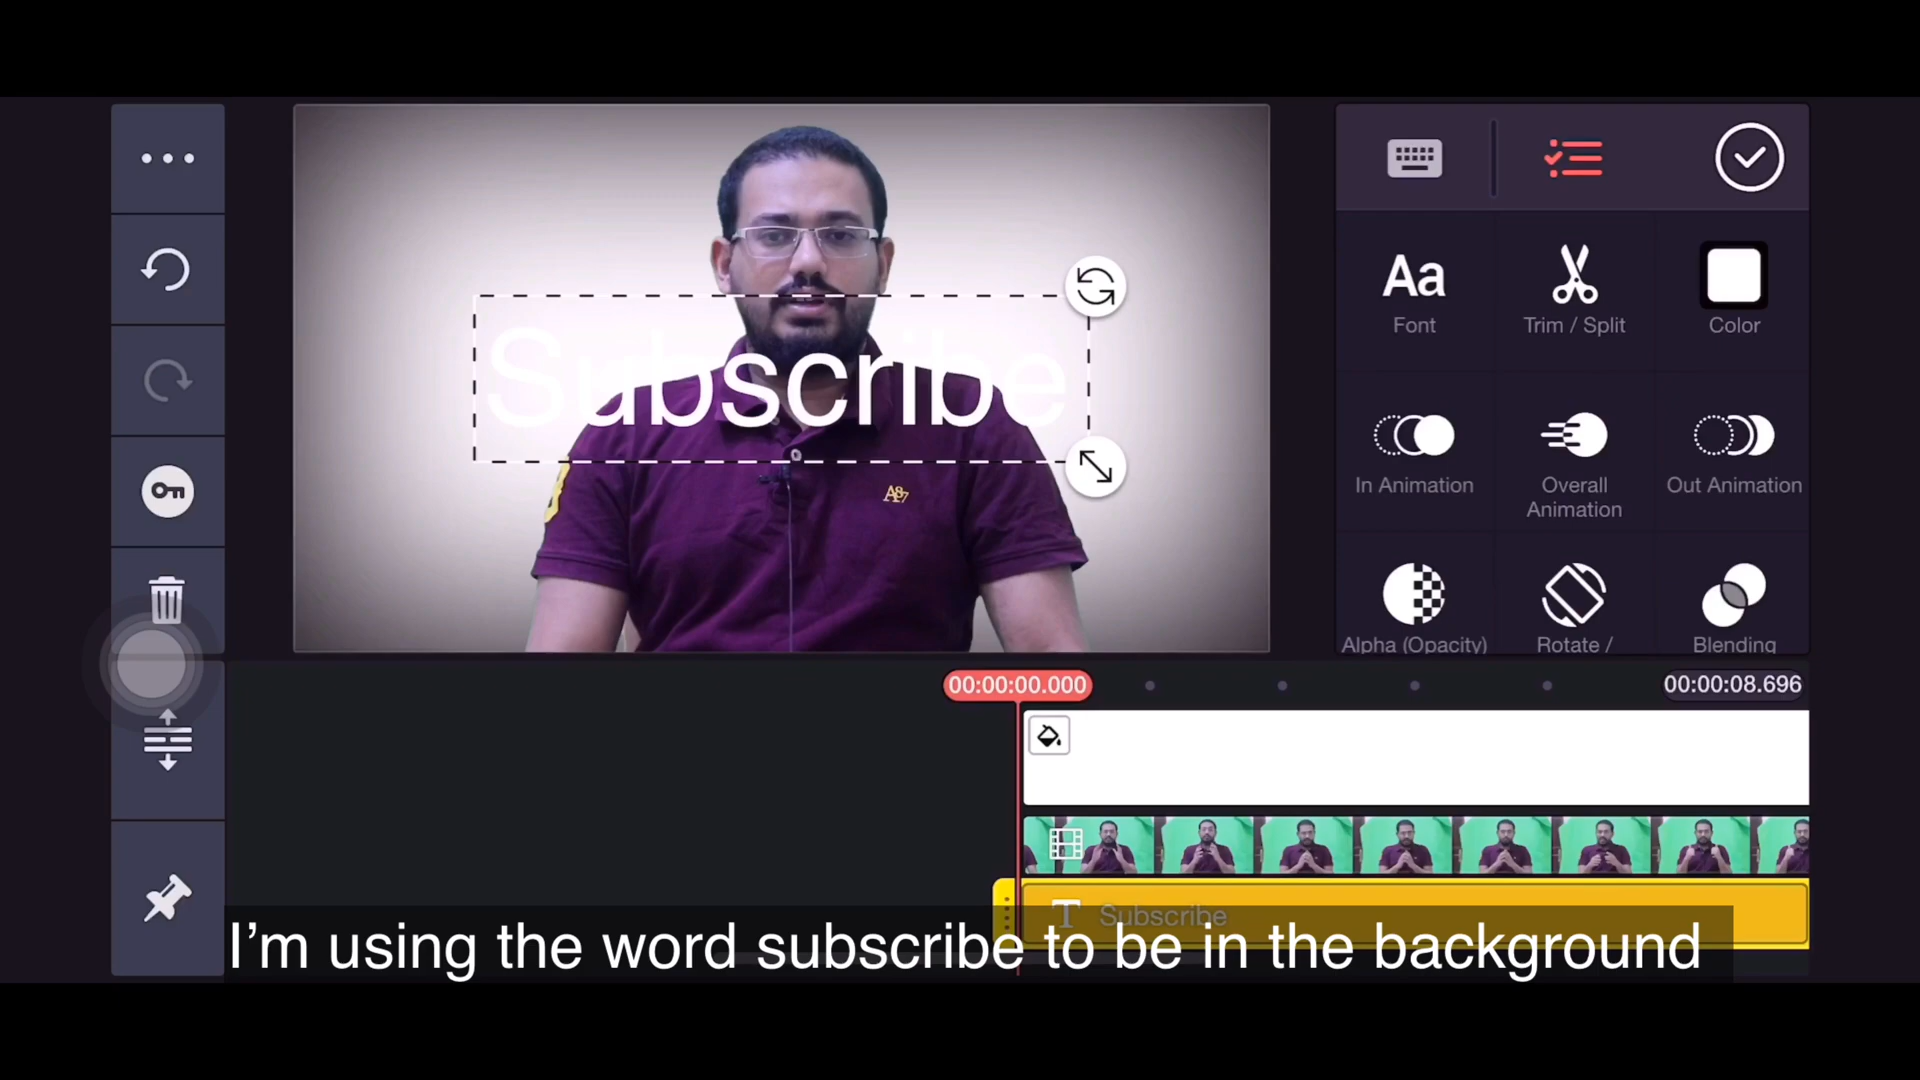 Subscribe
A87
Font
Trim / Split
Color
In Animation
Overall
Animation
Out Animation
Alpha (Opacity)
Rotate /
Blending
00:00:00.000
00:00:08.696
T Subscribe
I’m using the word subscribe to be in the background